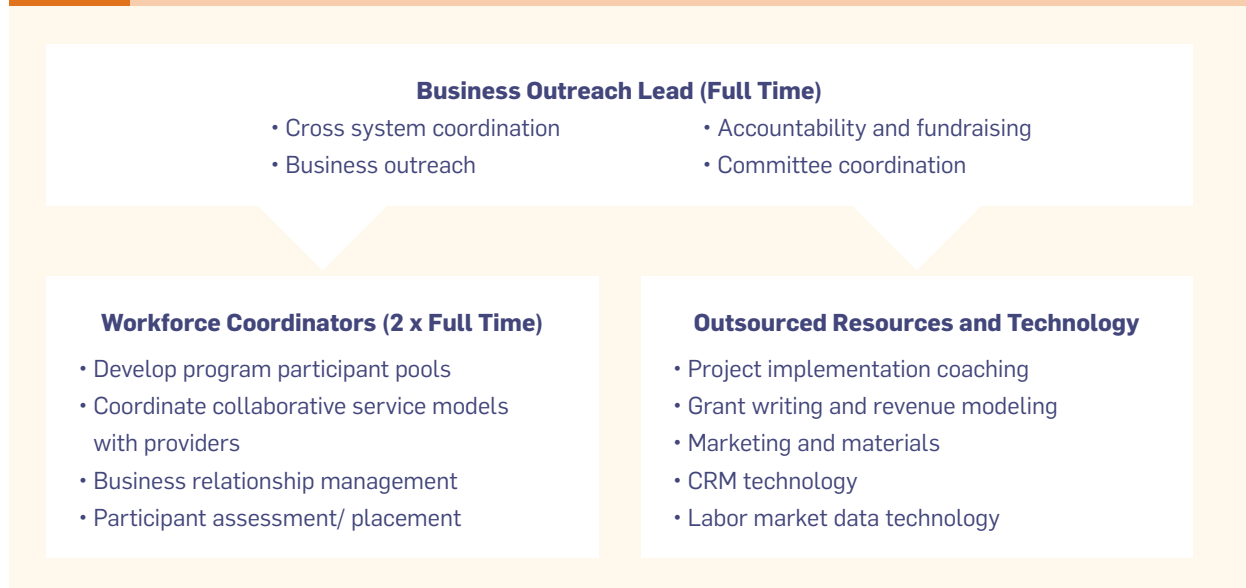 Business Outreach Lead (Full Time)
• Cross system coordination
• Business outreach
• Accountability and fundraising
• Committee coordination
Workforce Coordinators (2 x Full Time)
• Develop program participant pools
• Coordinate collaborative service models
with providers
• Business relationship management
• Participant assessment/ placement
Outsourced Resources and Technology
• Project implementation coaching
• Grant writing and revenue modeling
• Marketing and materials
• CRM technology
• Labor market data technology